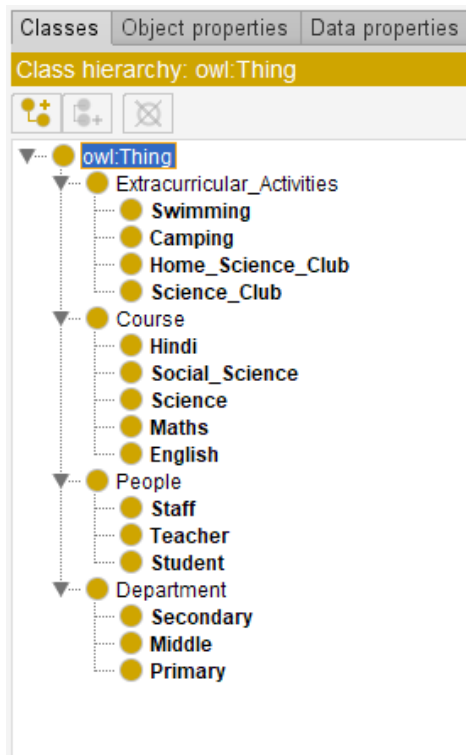 Classes Object properties Data properties
Class hierarchy: owl:Thing
owl:Thing
Extracurricular_Activities
Swimming
Camping
Home_Science_Club
Science_Club
Course
Hindi
Social_Science
Science
Maths
English
People
Staff
Teacher
Student
Department
Secondary
Middle
Primary